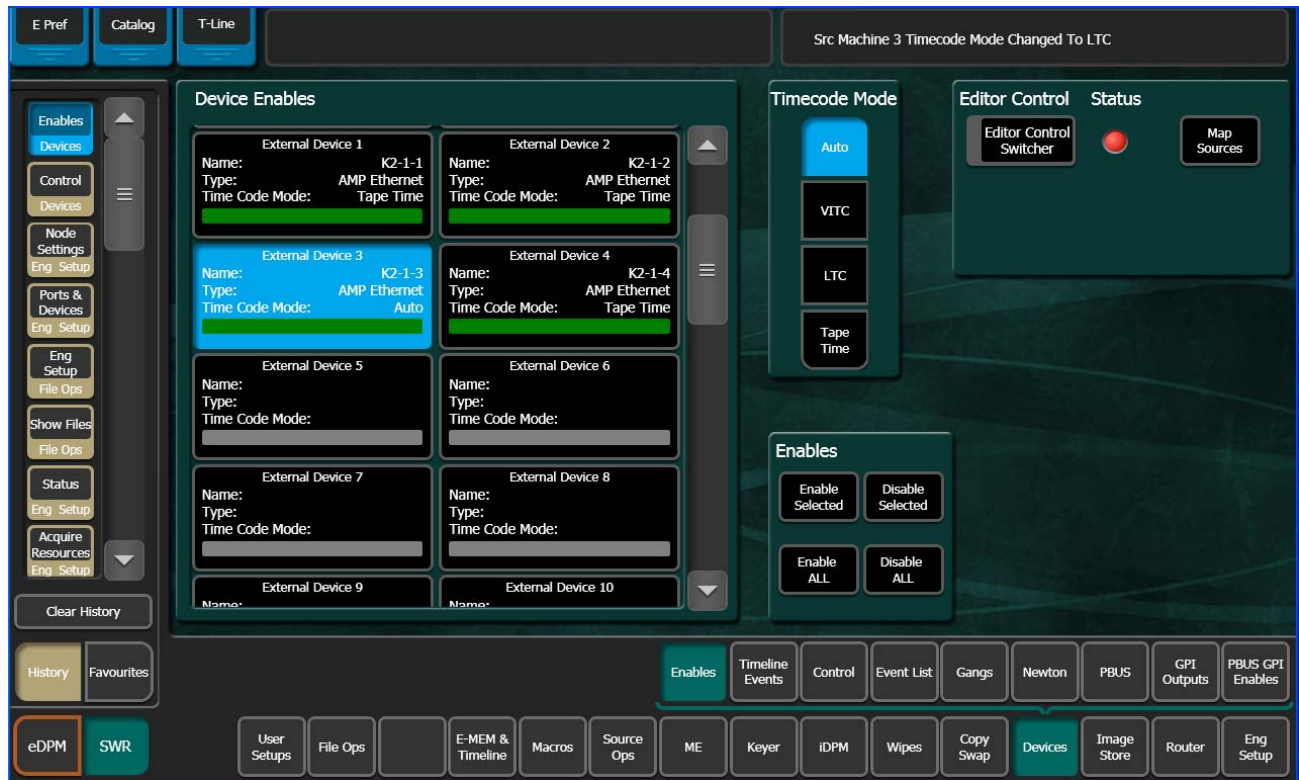 E Pref
Catalog
T-Line
Src Machine 3 Timecode Mode Changed To LTC
Enables
Devices
Control
Devices
Node
Settings
Eng Setup
Ports &
Devices
Eng Setup
Eng
Setup
File Ops
Show Files
File Ops
Status
Eng Setup
Acquire
Resources
Eng Setup
Clear History
History
Favourites
eDPM
SWR
Device Enables
External Device 1
Name: K2-1-1
Type: AMP Ethernet
Time Code Mode: Tape Time
External Device 2
Name: K2-1-2
Type: AMP Ethernet
Time Code Mode: Tape Time
External Device 3
Name: K2-1-3
Type: AMP Ethernet
Time Code Mode: Auto
External Device 4
Name: K2-1-4
Type: AMP Ethernet
Time Code Mode: Tape Time
External Device 5
Name:
Type:
Time Code Mode:
External Device 6
Name:
Type:
Time Code Mode:
External Device 7
Name:
Type:
Time Code Mode:
External Device 8
Name:
Type:
Time Code Mode:
External Device 9
Name:
External Device 10
Name:
Timecode Mode
Auto
VITC
LTC
Tape
Time
Editor Control
Status
Editor Control
Switcher
Map
Sources
Enables
Enable
Selected
Disable
Selected
Enable
ALL
Disable
ALL
Enables
Timeline
Events
Control
Event List
Gangs
Newton
PBUS
GPI
Outputs
PBUS GPI
Enables
User
Setups
File Ops
E-MEM &
Timeline
Macros
Source
Ops
ME
Keyer
iDPM
Wipes
Copy
Swap
Devices
Image
Store
Router
Eng
Setup